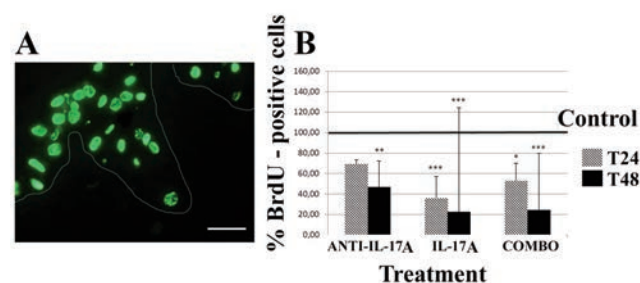 A
B
% BrdU - positive cells
160,00
140,00
120,00
100,00
80,00
60,00
40,00
20,00
0,00
***
**
***
*
***
Control
T24
T48
ANTI-IL-17A IL-17A COMBO
Treatment